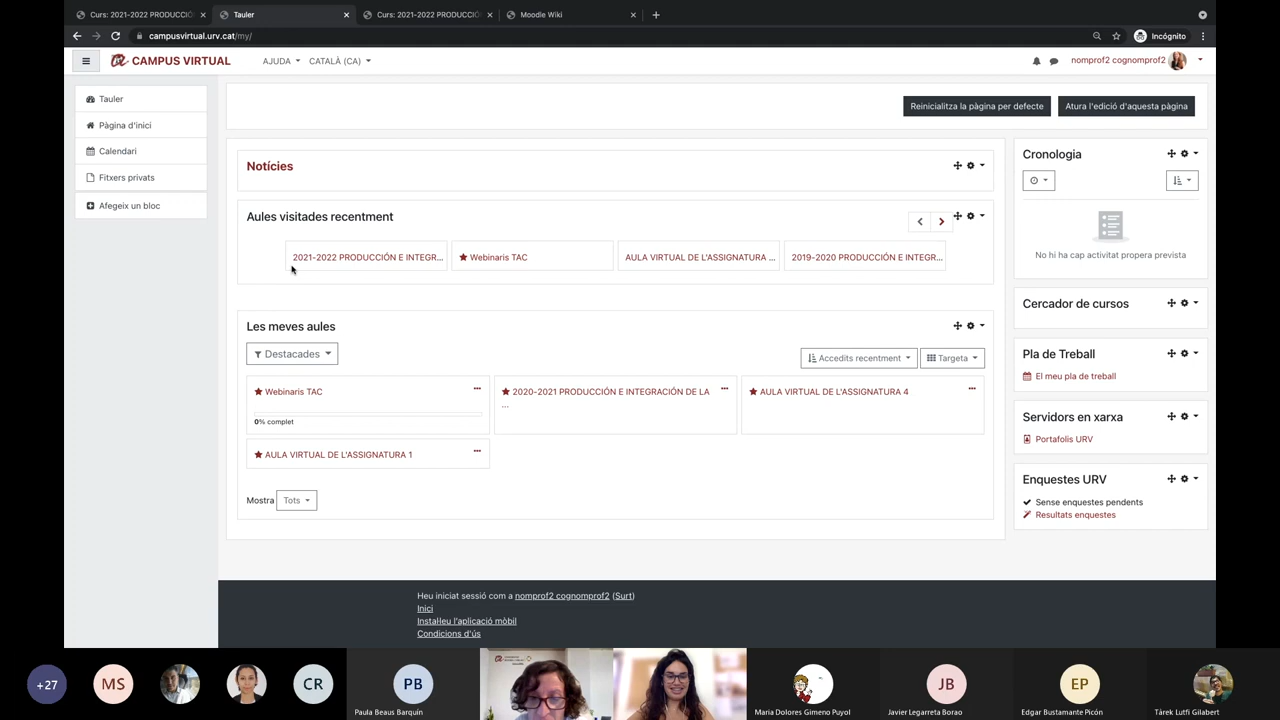 Curs: 2021-2022 PRODUCCIÓ
Tauler
Curs: 2021-2022 PRODUCCIÓ
Moodle Wiki
campusvirtual.urv.cat/my/
Incógnito
CAMPUS VIRTUAL
AJUDA
CATALÀ (CA)
nomprof2 cognomprof2
Tauler
Pàgina d'inici
Calendari
Fitxers privats
Afegeix un bloc
Reinicialitza la pàgina per defecte
Atura l'edició d'aquesta pàgina
Notícies
Aules visitades recentment
2021-2022 PRODUCCIÓN E INTEGR...
Webinaris TAC
AULA VIRTUAL DE L'ASSIGNATURA ...
2019-2020 PRODUCCIÓN E INTEGR...
Les meves aules
Destacades
Accedits recentment
Targeta
Webinaris TAC
0% complet
2020-2021 PRODUCCIÓN E INTEGRACIÓN DE LA
...
AULA VIRTUAL DE L'ASSIGNATURA 4
AULA VIRTUAL DE L'ASSIGNATURA 1
Mostra Tots
Cronologia
No hi ha cap activitat propera prevista
Cercador de cursos
Pla de Treball
El meu pla de treball
Servidors en xarxa
Portafolis URV
Enquestes URV
Sense enquestes pendents
Resultats enquestes
Heu iniciat sessió com a nomprof2 cognomprof2 (Surt)
Inici
Instal·leu l'aplicació mòbil
Condicions d'ús
+27
MS
CR
PB
Paula Beaus Barquín
Maria Dolores Gimeno Puyol
JB
Javier Legarreta Borao
EP
Edgar Bustamante Picón
Tárek Lutfi Gilabert